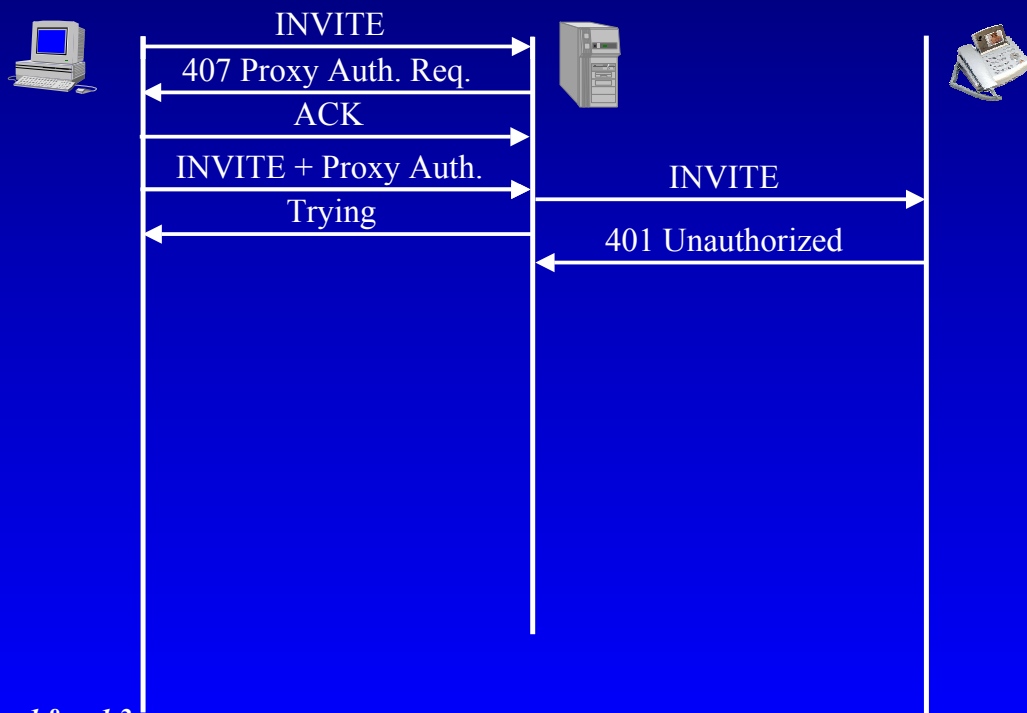 INVITE
407 Proxy Auth. Req.
ACK
INVITE + Proxy Auth.
INVITE
Trying
401 Unauthorized